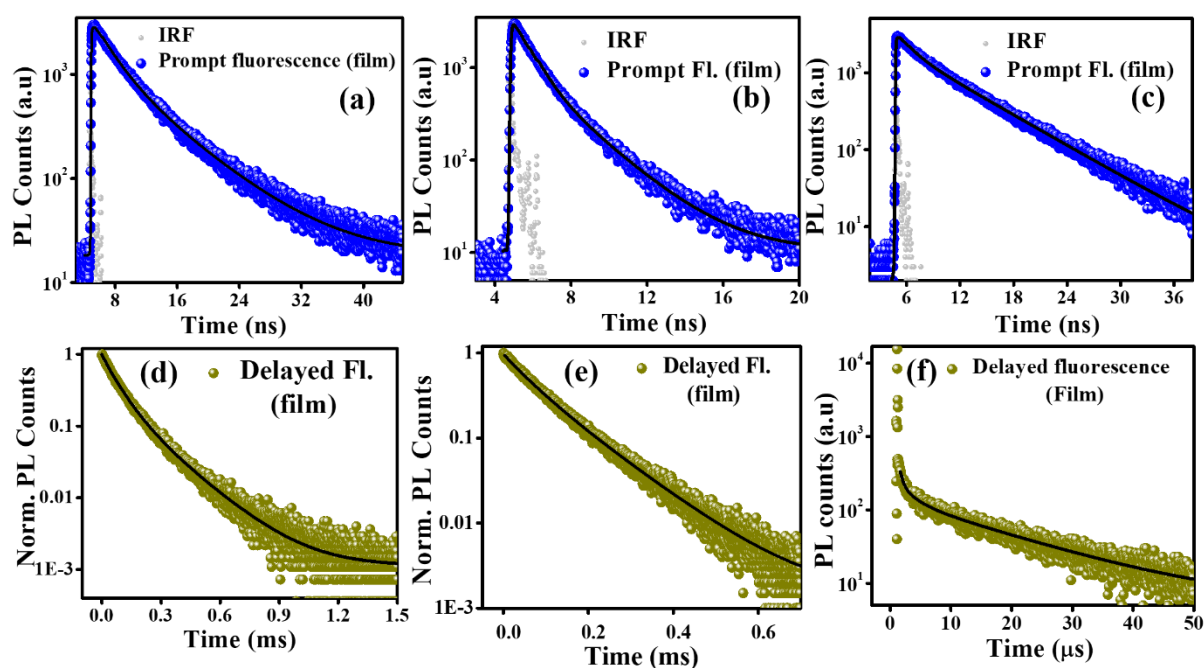 IRF
Prompt fluorescence (film)
(a)
PL Counts (a.u)
10³
10²
10¹
8 16 24 32 40
Time (ns)
IRF
Prompt Fl. (film)
(b)
PL Counts (a.u)
10³
10²
10¹
4 8 12 16 20
Time (ns)
IRF
Prompt Fl. (film)
(c)
PL Counts (a.u)
10³
10²
10¹
6 12 18 24 30 36
Time (ns)
(d)
Delayed Fl.
(film)
Norm. PL Counts
1
0.1
0.01
1E-3
0.0 0.3 0.6 0.9 1.2 1.5
Time (ms)
(e)
Delayed Fl.
(film)
Norm. PL Counts
1
0.1
0.01
1E-3
0.0 0.2 0.4 0.6
Time (ms)
(f)
Delayed fluorescence
(Film)
PL counts (a.u)
10⁴
10³
10²
10¹
0 10 20 30 40 50
Time (μs)